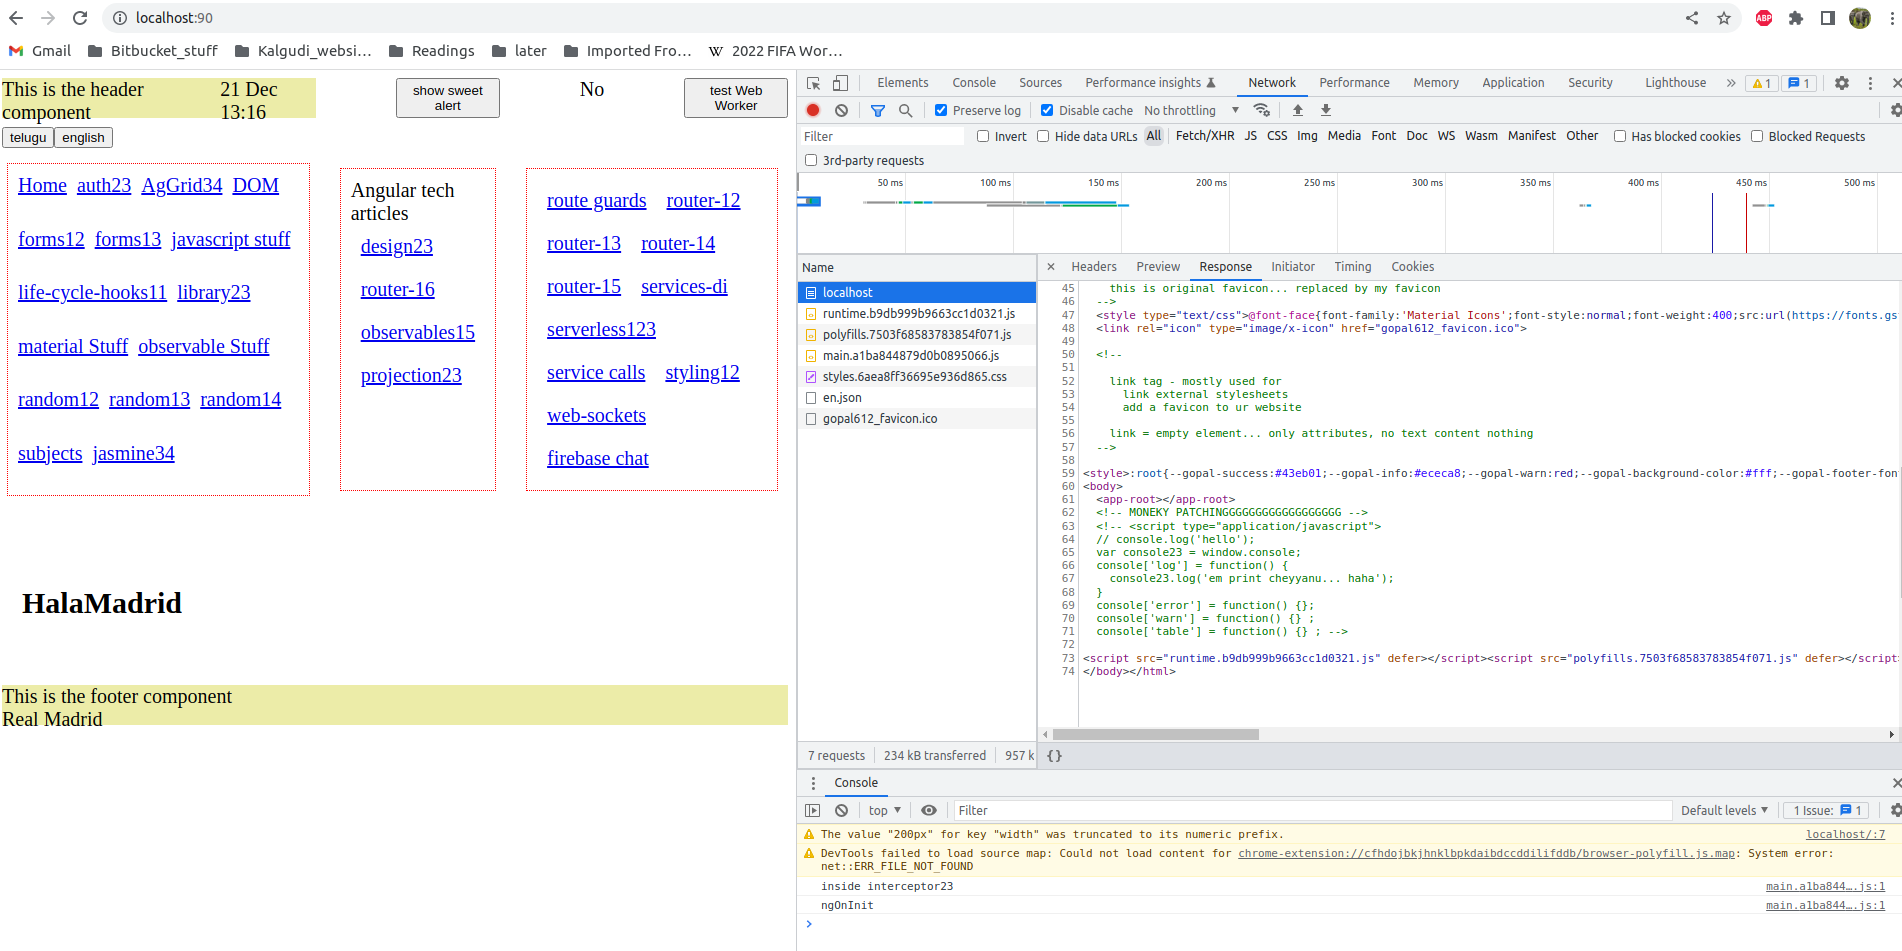 localhost:90
Gmail Bitbucket_stuff Kalgudi_websi... Readings later Imported Fro... W 2022 FIFA Wor...
This is the header component
21 Dec 13:16
show sweet alert
No
test Web Worker
telugu english
Home auth23 AgGrid34 DOM
forms12 forms13 javascript stuff
life-cycle-hooks11 library23
material Stuff observable Stuff
random12 random13 random14
subjects jasmine34
Angular tech articles
design23
router-16
observables15
projection23
route guards router-12
router-13 router-14
router-15 services-di
serverless123
service calls styling12
web-sockets
firebase chat
HalaMadrid
This is the footer component
Real Madrid
Elements Console Sources Performance insights Network Performance Memory Application Security Lighthouse » 1 1
Preserve log Disable cache No throttling
Filter Invert Hide data URLs All Fetch/XHR JS CSS Img Media Font Doc WS Wasm Manifest Other Has blocked cookies Blocked Requests
3rd-party requests
50 ms 100 ms 150 ms 200 ms 250 ms 300 ms 350 ms 400 ms 450 ms 500 ms
Name
localhost
runtime.b9db999b9663cc1d0321.js
polyfills.7503f68583783854f071.js
main.a1ba844879d0b0895066.js
styles.6aea8ff36695e936d865.css
en.json
gopal612_favicon.ico
7 requests 234 kB transferred 957 k
× Headers Preview Response Initiator Timing Cookies
45 this is original favicon... replaced by my favicon
46 -->
47 <style type="text/css">@font-face{font-family:'Material Icons';font-style:normal;font-weight:400;src:url(https://fonts.gs
48 <link rel="icon" type="image/x-icon" href="gopal612_favicon.ico">
49
50 <!--
51
52 link tag - mostly used for
53 link external stylesheets
54 add a favicon to ur website
55
56 link = empty element... only attributes, no text content nothing
57 -->
58
59 <style>:root{--gopal-success:#43eb01;--gopal-info:#ececa8;--gopal-warn:red;--gopal-background-color:#fff;--gopal-footer-fon
60 <body>
61 <app-root></app-root>
62 <!-- MONEKY PATCHINGGGGGGGGGGGGGGGGGG -->
63 <!-- <script type="application/javascript">
64 // console.log('hello');
65 var console23 = window.console;
66 console['log'] = function() {
67 console23.log('em print cheyyanu... haha');
68 }
69 console['error'] = function() {};
70 console['warn'] = function() {} ;
71 console['table'] = function() {} ; -->
72
73 <script src="runtime.b9db999b9663cc1d0321.js" defer></script><script src="polyfills.7503f68583783854f071.js" defer></script
74 </body></html>
{}
Console
top Filter Default levels 1 Issue: 1
The value "200px" for key "width" was truncated to its numeric prefix. localhost/:7
DevTools failed to load source map: Could not load content for chrome-extension://cfhdojbkjhnklbpkdaibdccddilifddb/browser-polyfill.js.map: System error:
net::ERR_FILE_NOT_FOUND
inside interceptor23 main.a1ba844….js:1
ngOnInit main.a1ba844….js:1